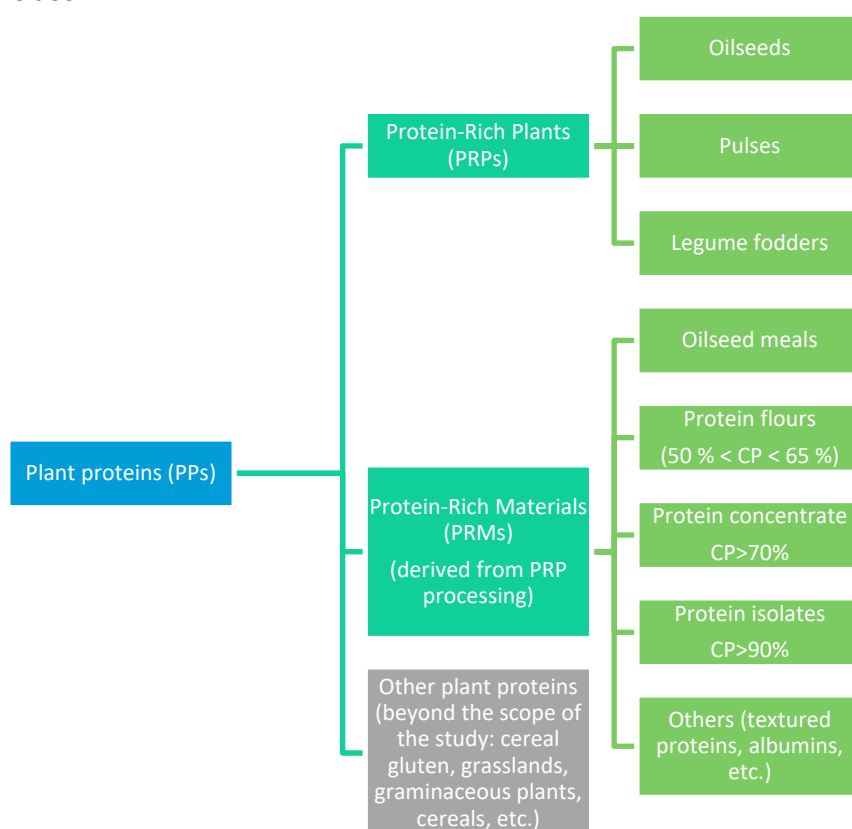 Oilseeds
Protein-Rich Plants
(PRPs)
Pulses
Legume fodders
Oilseed meals
Protein flours
(50 % < CP < 65 %)
Plant proteins (PPs)
Protein-Rich Materials
(PRMs)
(derived from PRP
processing)
Protein concentrate
CP>70%
Protein isolates
CP>90%
Other plant proteins
(beyond the scope of
the study: cereal
gluten, grasslands,
graminaceous plants,
cereals, etc.)
Others (textured
proteins, albumins,
etc.)